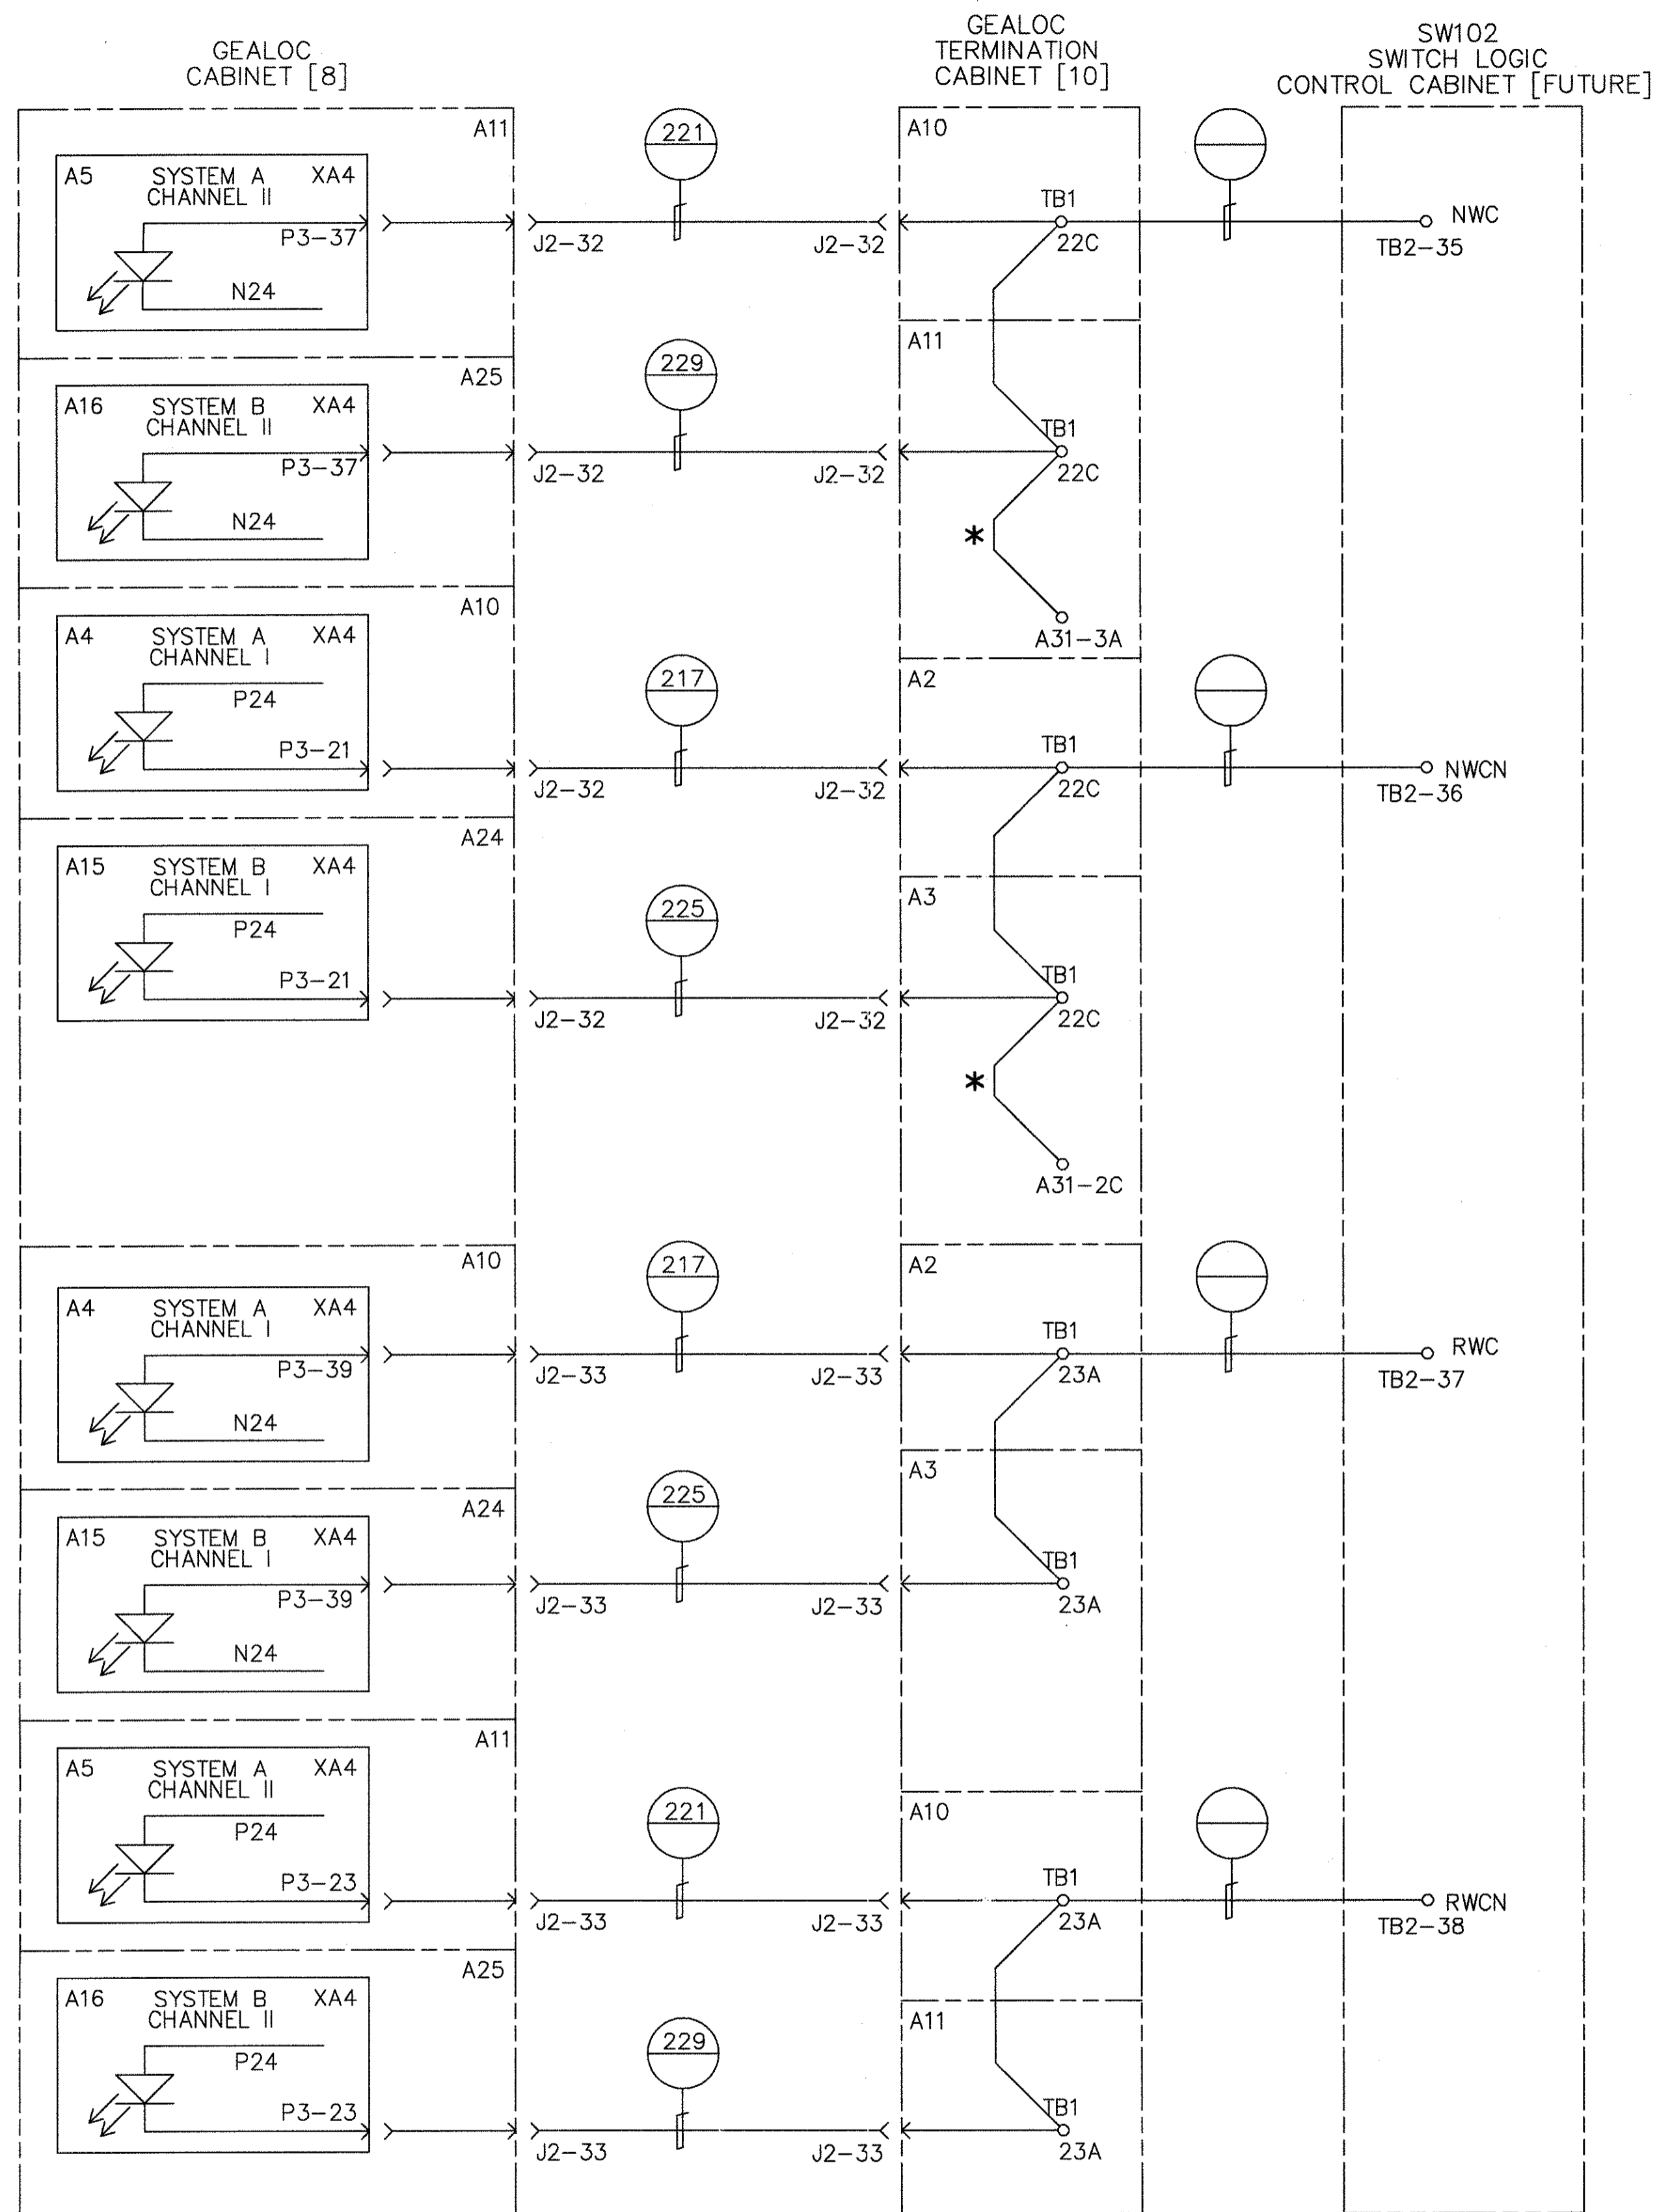 GEALOC
CABINET [8]
GEALOC
TERMINATION
CABINET [10]
SW102
SWITCH LOGIC
CONTROL CABINET [FUTURE]
A11
A5 SYSTEM A XA4
CHANNEL II
P3-37
N24
J2-32
221
J2-32
A10
TB1
22C
NWC
TB2-35
A25
A16 SYSTEM B XA4
CHANNEL II
P3-37
N24
J2-32
229
J2-32
A11
TB1
22C
*
A31-3A
A10
A4 SYSTEM A XA4
CHANNEL I
P24
P3-21
J2-32
217
J2-32
A2
TB1
22C
NWCN
TB2-36
A24
A15 SYSTEM B XA4
CHANNEL I
P24
P3-21
J2-32
225
J2-32
A3
TB1
22C
*
A31-2C
A10
A4 SYSTEM A XA4
CHANNEL I
P3-39
N24
J2-33
217
J2-33
A2
TB1
23A
RWC
TB2-37
A24
A15 SYSTEM B XA4
CHANNEL I
P3-39
N24
J2-33
225
J2-33
A3
TB1
23A
A11
A5 SYSTEM A XA4
CHANNEL II
P24
P3-23
J2-33
221
J2-33
A10
TB1
23A
RWCN
TB2-38
A25
A16 SYSTEM B XA4
CHANNEL II
P24
P3-23
J2-33
229
J2-33
A11
TB1
23A